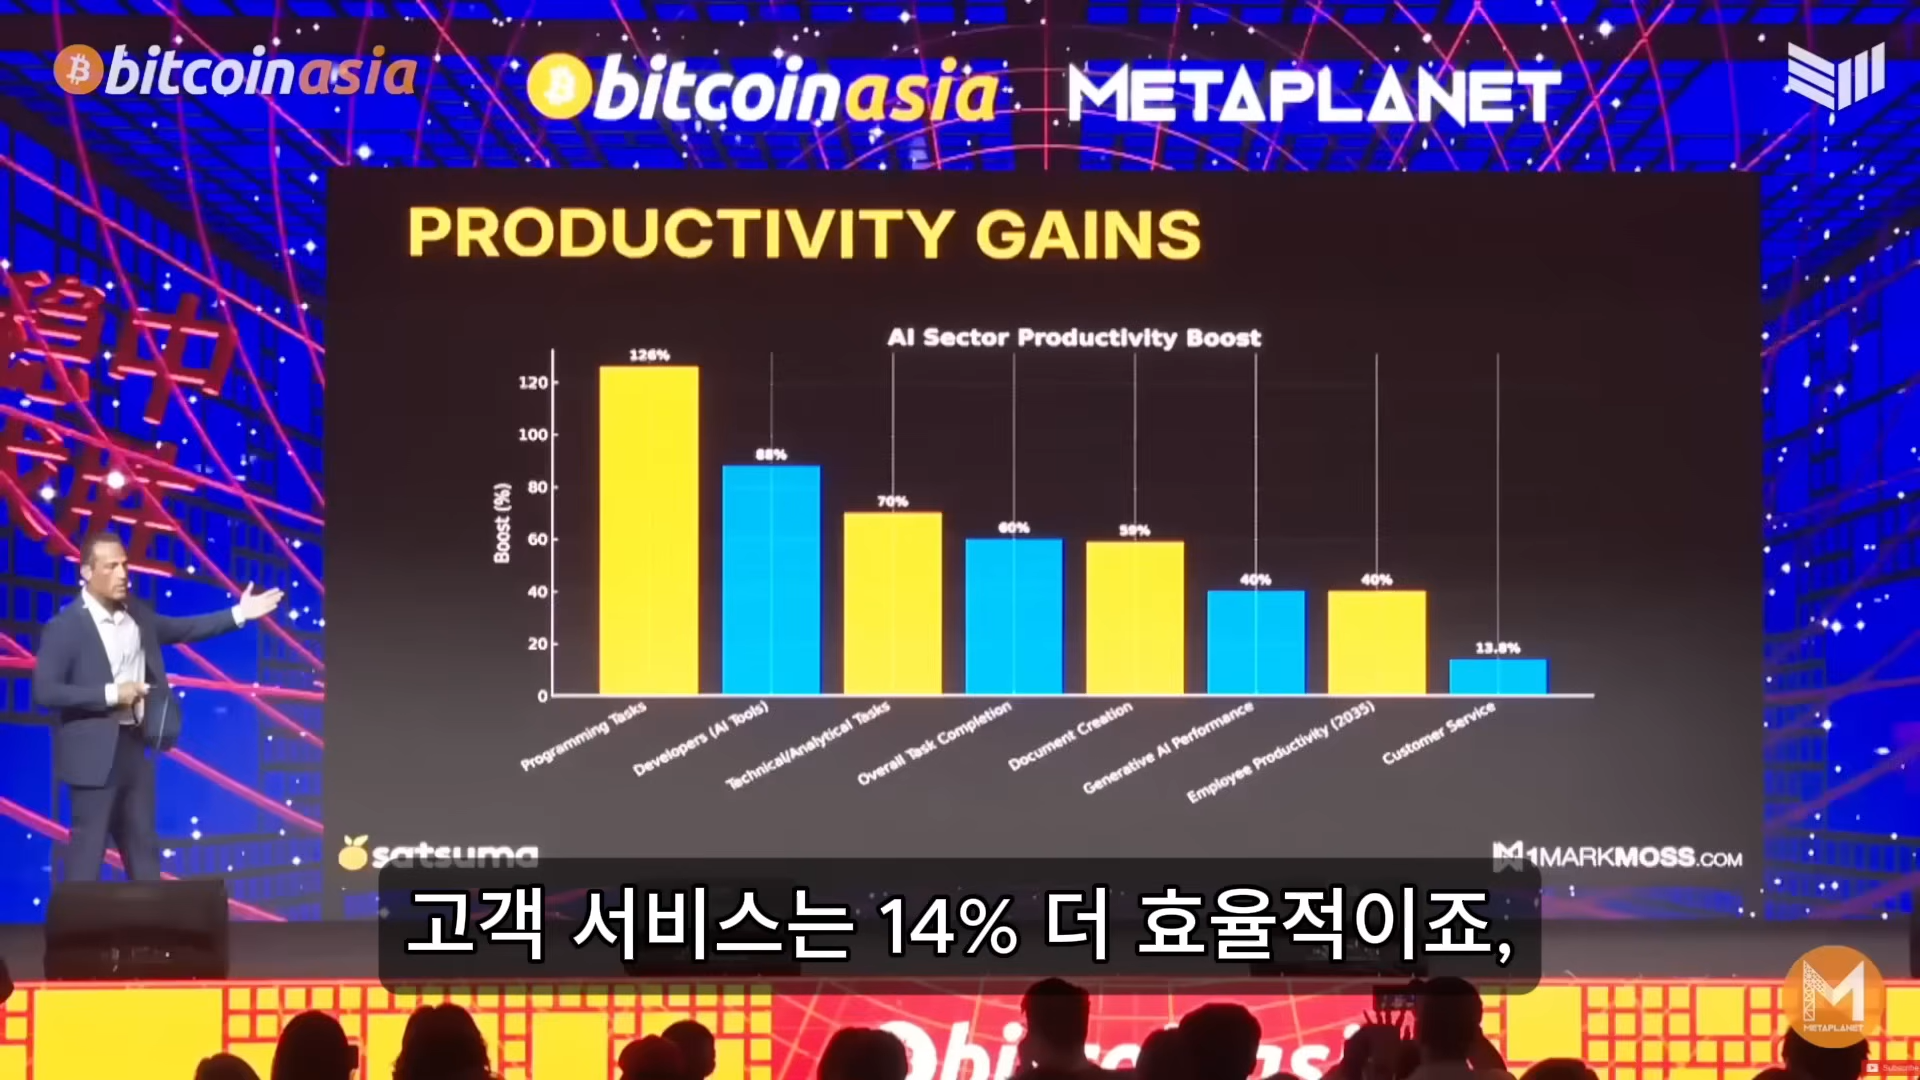 bitcoinasia
bitcoinasia METAPLANET
PRODUCTIVITY GAINS
AI Sector Productivity Boost
Boost (%)
120
100
80
60
40
20
0
126%
88%
70%
60%
59%
40%
40%
13.8%
Programming Tasks
Developers (AI Tools)
Technical/Analytical Tasks
Overall Task Completion
Document Creation
Generative AI Performance
Employee Productivity (2035)
Customer Service
satsuma
1MARKMOSS.COM
고객 서비스는 14% 더 효율적이죠,
METAPLANET
Subscribe